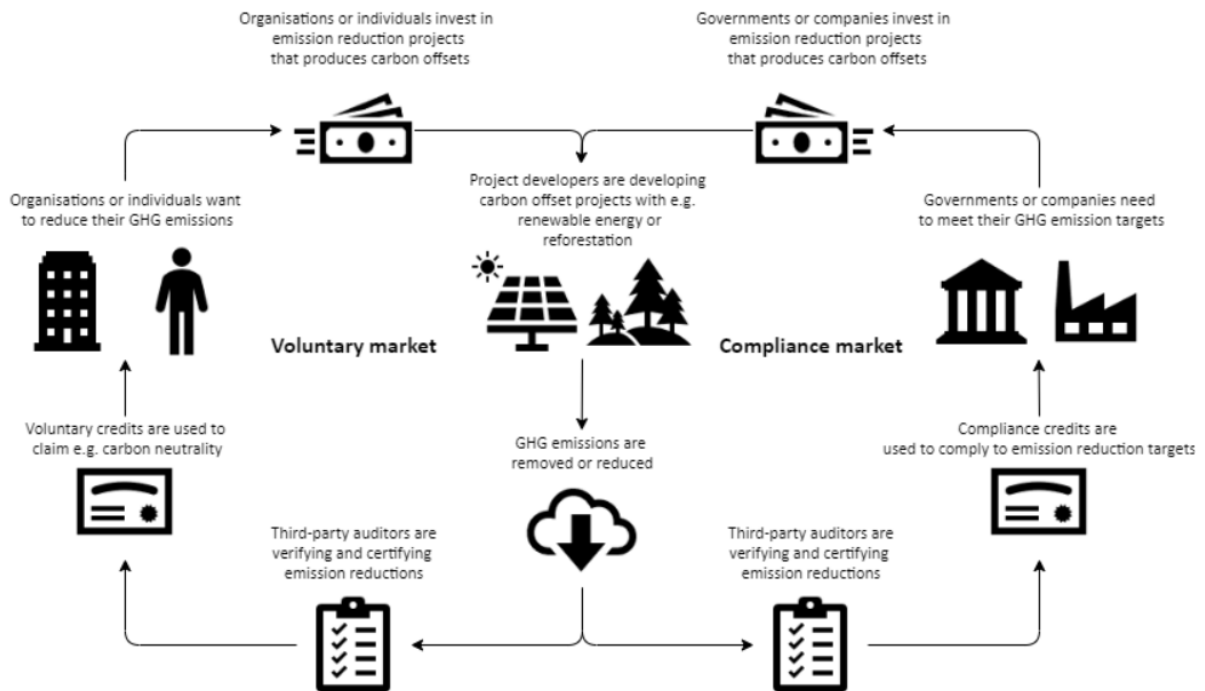 Organisations or individuals invest in
emission reduction projects
that produces carbon offsets
Governments or companies invest in
emission reduction projects
that produces carbon offsets
Organisations or individuals want
to reduce their GHG emissions
Project developers are developing
carbon offset projects with e.g.
renewable energy or
reforestation
Governments or companies need
to meet their GHG emission targets
Voluntary market
Compliance market
Voluntary credits are used to
claim e.g. carbon neutrality
GHG emissions are
removed or reduced
Compliance credits are
used to comply to emission reduction targets
Third-party auditors are
verifying and certifying
emission reductions
Third-party auditors are
verifying and certifying
emission reductions